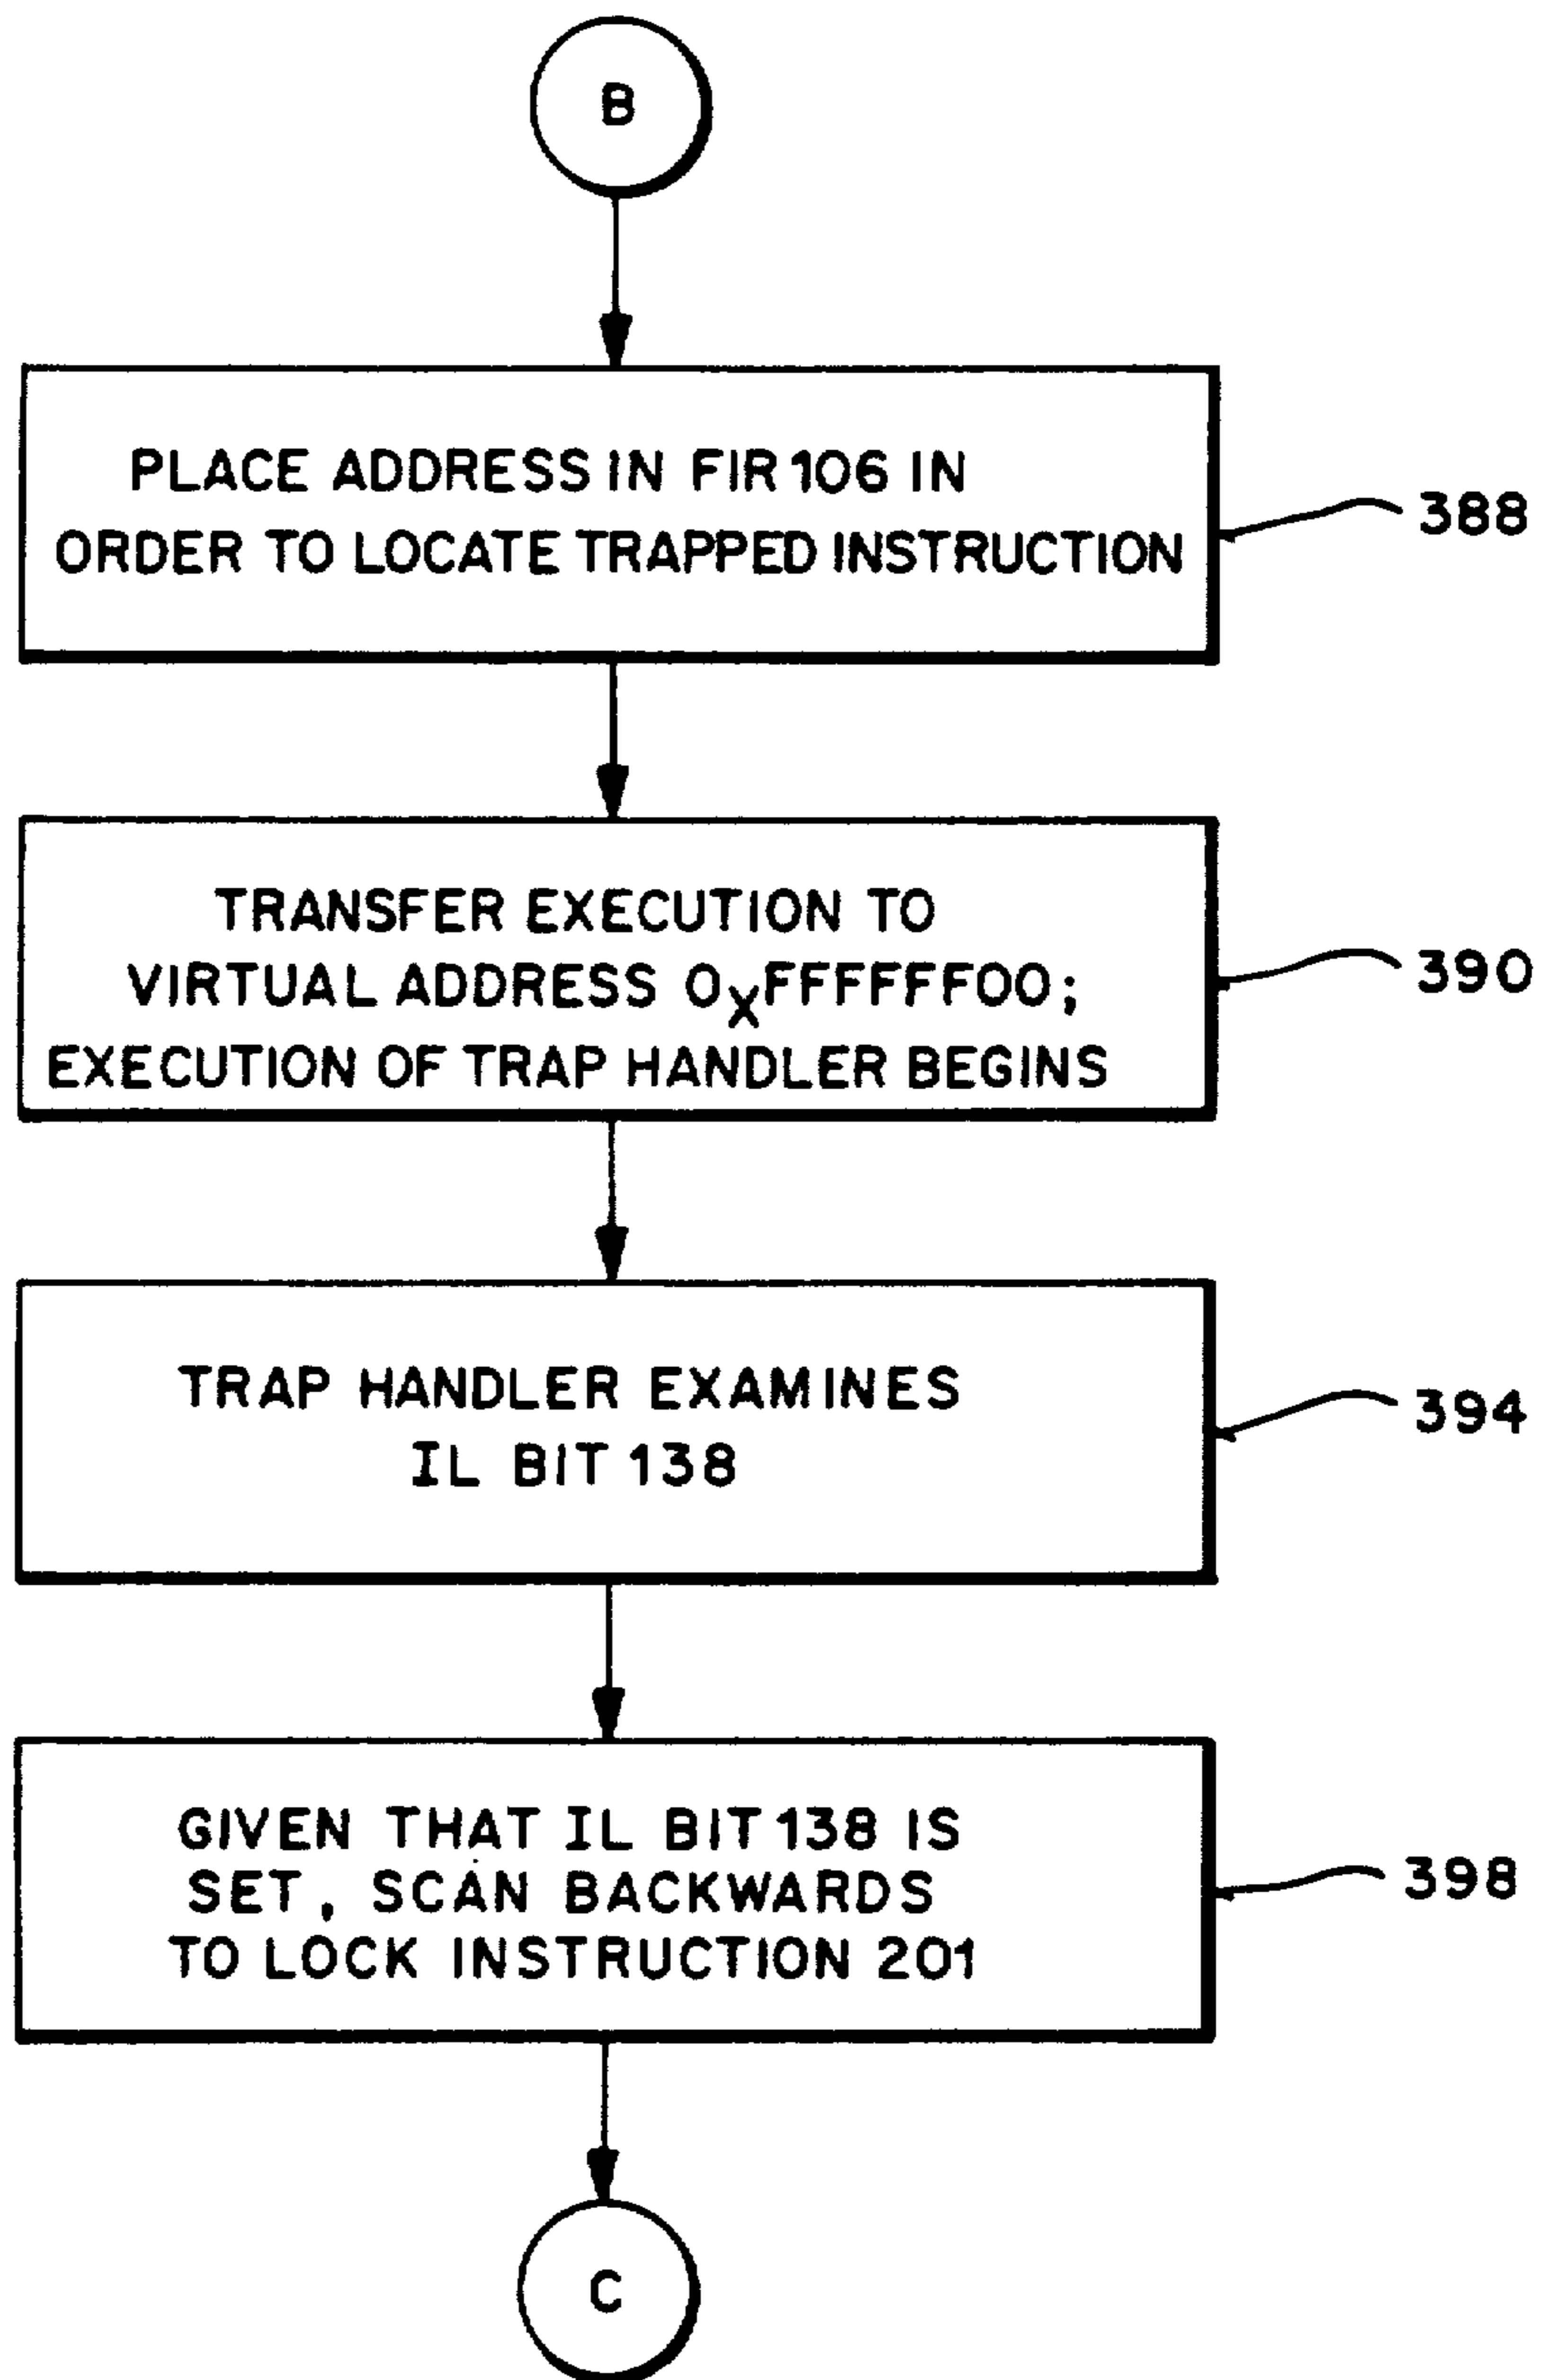 B
PLACE ADDRESS IN FIR 106 IN
ORDER TO LOCATE TRAPPED INSTRUCTION
388
TRANSFER EXECUTION TO
VIRTUAL ADDRESS 0XFFFFFF00;
EXECUTION OF TRAP HANDLER BEGINS
390
TRAP HANDLER EXAMINES
IL BIT 138
394
GIVEN THAT IL BIT 138 IS
SET, SCAN BACKWARDS
TO LOCK INSTRUCTION 201
398
C